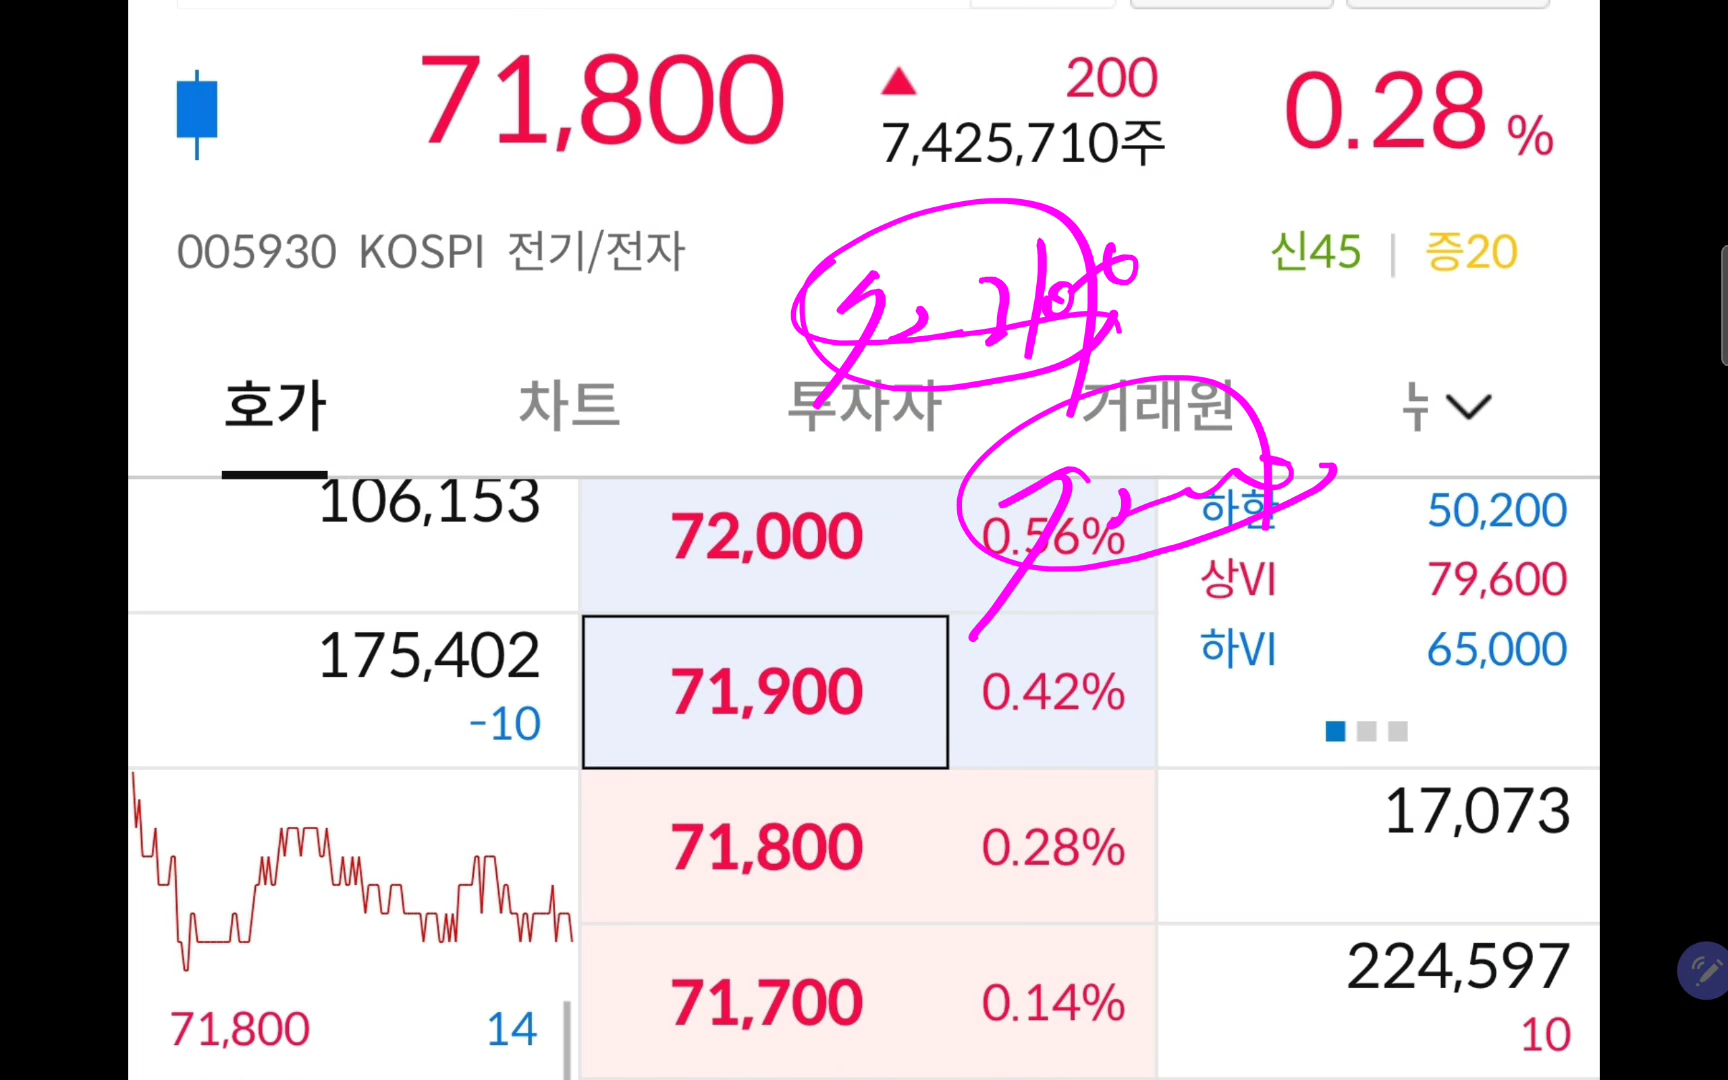 71,800 ▲ 200 0.28 %
7,425,710주
005930 KOSPI 전기/전자 신45 | 증20
호가 차트 투자자 거래원
106,153 72,000 0.56% 하한 50,200
상VI 79,600
175,402 71,900 0.42% 하VI 65,000
-10
71,800 0.28% 17,073
71,700 0.14% 224,597
71,800 14 10